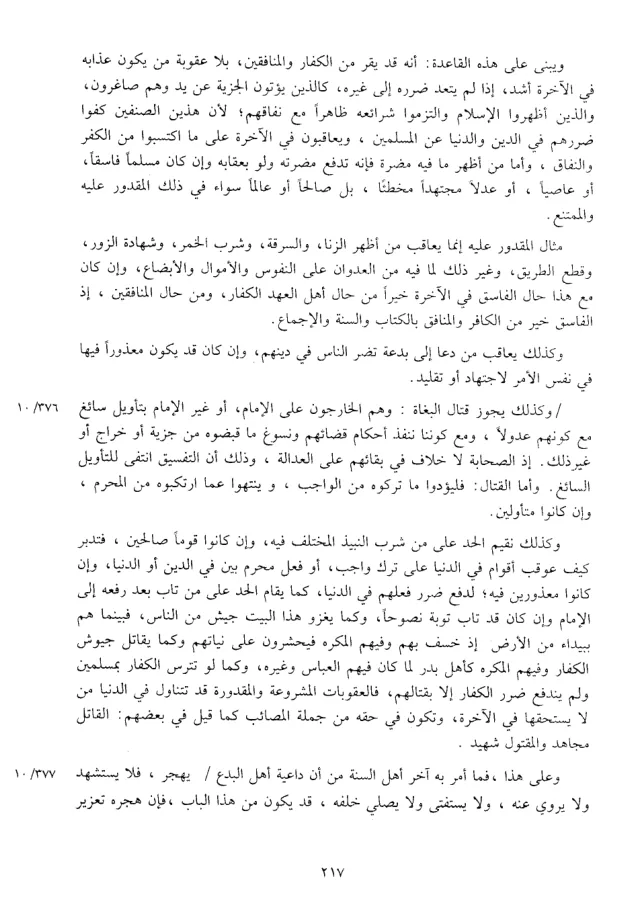 ويبنى على هذه القاعدة: أنه قد يقر من الكفار والمنافقين، بلا عقوبة من يكون عذابه
في الآخرة أشد، إذا لم يتعد ضرره إلى غيره، كالذين يؤتون الجزية عن يد وهم صاغرون،
والذين أظهروا الإسلام والتزموا شرائعه ظاهراً مع نفاقهم؛ لأن هذين الصنفين كفوا
ضررهم في الدين والدنيا عن المسلمين ، ويعاقبون في الآخرة على ما اكتسبوا من الكفر
والنفاق ، وأما من أظهر ما فيه مضرة فإنه تدفع مضرته ولو بعقابه وإن كان مسلماً فاسقاً،
أو عاصياً ، أو عدلاً مجتهداً مخطئًا ، بل صالحاً أو عالماً سواء في ذلك المقدور عليه
والممتنع.
مثال المقدور عليه إنما يعاقب من أظهر الزنا، والسرقة، وشرب الخمر، وشهادة الزور،
وقطع الطريق، وغير ذلك لما فيه من العدوان على النفوس والأموال والأبضاع، وإن كان
مع هذا حال الفاسق في الآخرة خيراً من حال أهل العهد الكفار، ومن حال المنافقين ، إذ
الفاسق خير من الكافر والمنافق بالكتاب والسنة والإجماع.
وكذلك يعاقب من دعا إلى بدعة تضر الناس في دينهم، وإن كان قد يكون معذوراً فيها
في نفس الأمر لاجتهاد أو تقليد.
/ وكذلك يجوز قتال البغاة : وهم الخارجون على الإمام، أو غير الإمام بتأويل سائغ ١٠/٣٧٦
مع كونهم عدولاً ، ومع كوننا ننفذ أحكام قضائهم ونسوغ ما قبضوه من جزية أو خراج أو
غير ذلك. إذ الصحابة لا خلاف في بقائهم على العدالة ، وذلك أن التفسيق انتفى للتأويل
السائغ. وأما القتال: فليؤدوا ما تركوه من الواجب ، و ينتهوا عما ارتكبوه من المحرم ،
وإن كانوا متأولين.
وكذلك نقيم الحد على من شرب النبيذ المختلف فيه، وإن كانوا قوماً صالحين ، فتدبر
كيف عوقب أقوام في الدنيا على ترك واجب، أو فعل محرم بين في الدين أو الدنيا، وإن
كانوا معذورين فيه؛ لدفع ضرر فعلهم في الدنيا، كما يقام الحد على من تاب بعد رفعه إلى
الإمام وإن كان قد تاب توبة نصوحاً، وكما يغزو هذا البيت جيش من الناس، فبينما هم
ببيداء من الأرض إذ خسف بهم وفيهم المكره فيحشرون على نياتهم وكما يقاتل جيوش
الكفار وفيهم المكره كأهل بدر لما كان فيهم العباس وغيره، وكما لو تترس الكفار بمسلمين
ولم يندفع ضرر الكفار إلا بقتالهم، فالعقوبات المشروعة والمقدورة قد تتناول في الدنيا من
لا يستحقها في الآخرة، وتكون في حقه من جملة المصائب كما قيل في بعضهم: القاتل
مجاهد والمقتول شهيد .
وعلى هذا ،فما أمر به آخر أهل السنة من أن داعية أهل البدع / يهجر ، فلا يستشهد ١٠/٣٧٧
ولا يروي عنه ، ولا يستفتى ولا يصلي خلفه ، قد يكون من هذا الباب ،فإن هجره تعزير
٢١٧